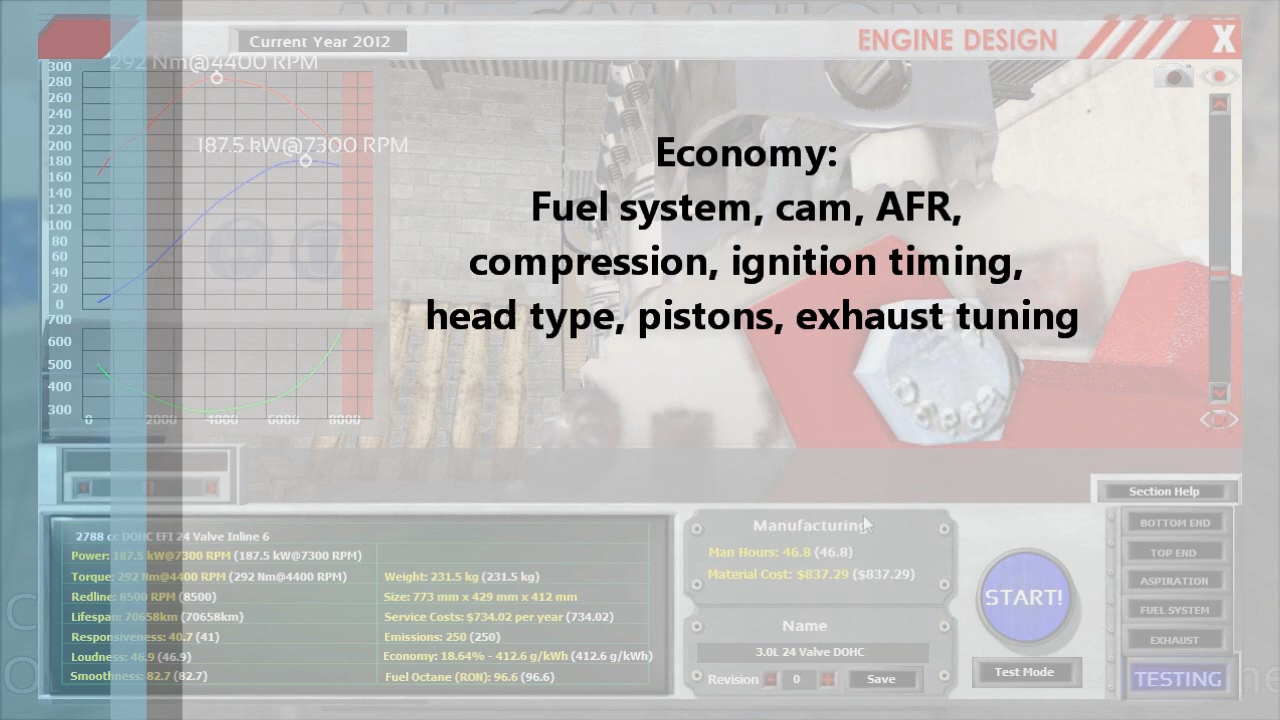 AUTOMATION
Current Year 2012
ENGINE DESIGN
X
292 Nm@4400 RPM
187.5 kW@7300 RPM
300
280
260
240
220
200
180
160
140
120
100
80
60
40
20
0
700
600
500
400
300
0 2000 4000 6000 8000
Economy:
Fuel system, cam, AFR,
compression, ignition timing,
head type, pistons, exhaust tuning
Section Help
2788 cc DOHC EFI 24 Valve Inline 6
Power: 187.5 kW@7300 RPM (187.5 kW@7300 RPM)
Torque: 292 Nm@4400 RPM (292 Nm@4400 RPM)
Redline: 8500 RPM (8500)
Lifespan: 70658km (70658km)
Responsiveness: 40.7 (41)
Loudness: 46.9 (46.9)
Smoothness: 82.7 (82.7)
Weight: 231.5 kg (231.5 kg)
Size: 773 mm x 429 mm x 412 mm
Service Costs: $734.02 per year (734.02)
Emissions: 250 (250)
Economy: 18.64% - 412.6 g/kWh (412.6 g/kWh)
Fuel Octane (RON): 96.6 (96.6)
Manufacturing
Man Hours: 46.8 (46.8)
Material Cost: $837.29 ($837.29)
Name
3.0L 24 Valve DOHC
Revision 0 Save
START!
Test Mode
BOTTOM END
TOP END
ASPIRATION
FUEL SYSTEM
EXHAUST
TESTING